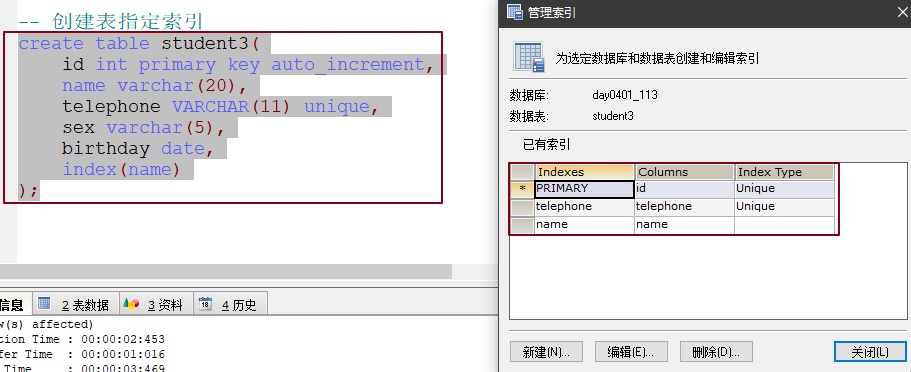 -- 创建表指定索引
create table student3(
id int primary key auto_increment,
name varchar(20),
telephone VARCHAR(11) unique,
sex varchar(5),
birthday date,
index(name)
);
信息 2 表数据 3 资料 4 历史
w(s) affected)
tion Time : 00:00:02:453
fer Time : 00:00:01:016
Time : 00:00:03:469
管理索引
为选定数据库和数据表创建和编辑索引
数据库: day0401_113
数据表: student3
已有索引
Indexes Columns Index Type
* PRIMARY id Unique
telephone telephone Unique
name name
新建(N)... 编辑(E)... 删除(D)... 关闭(L)